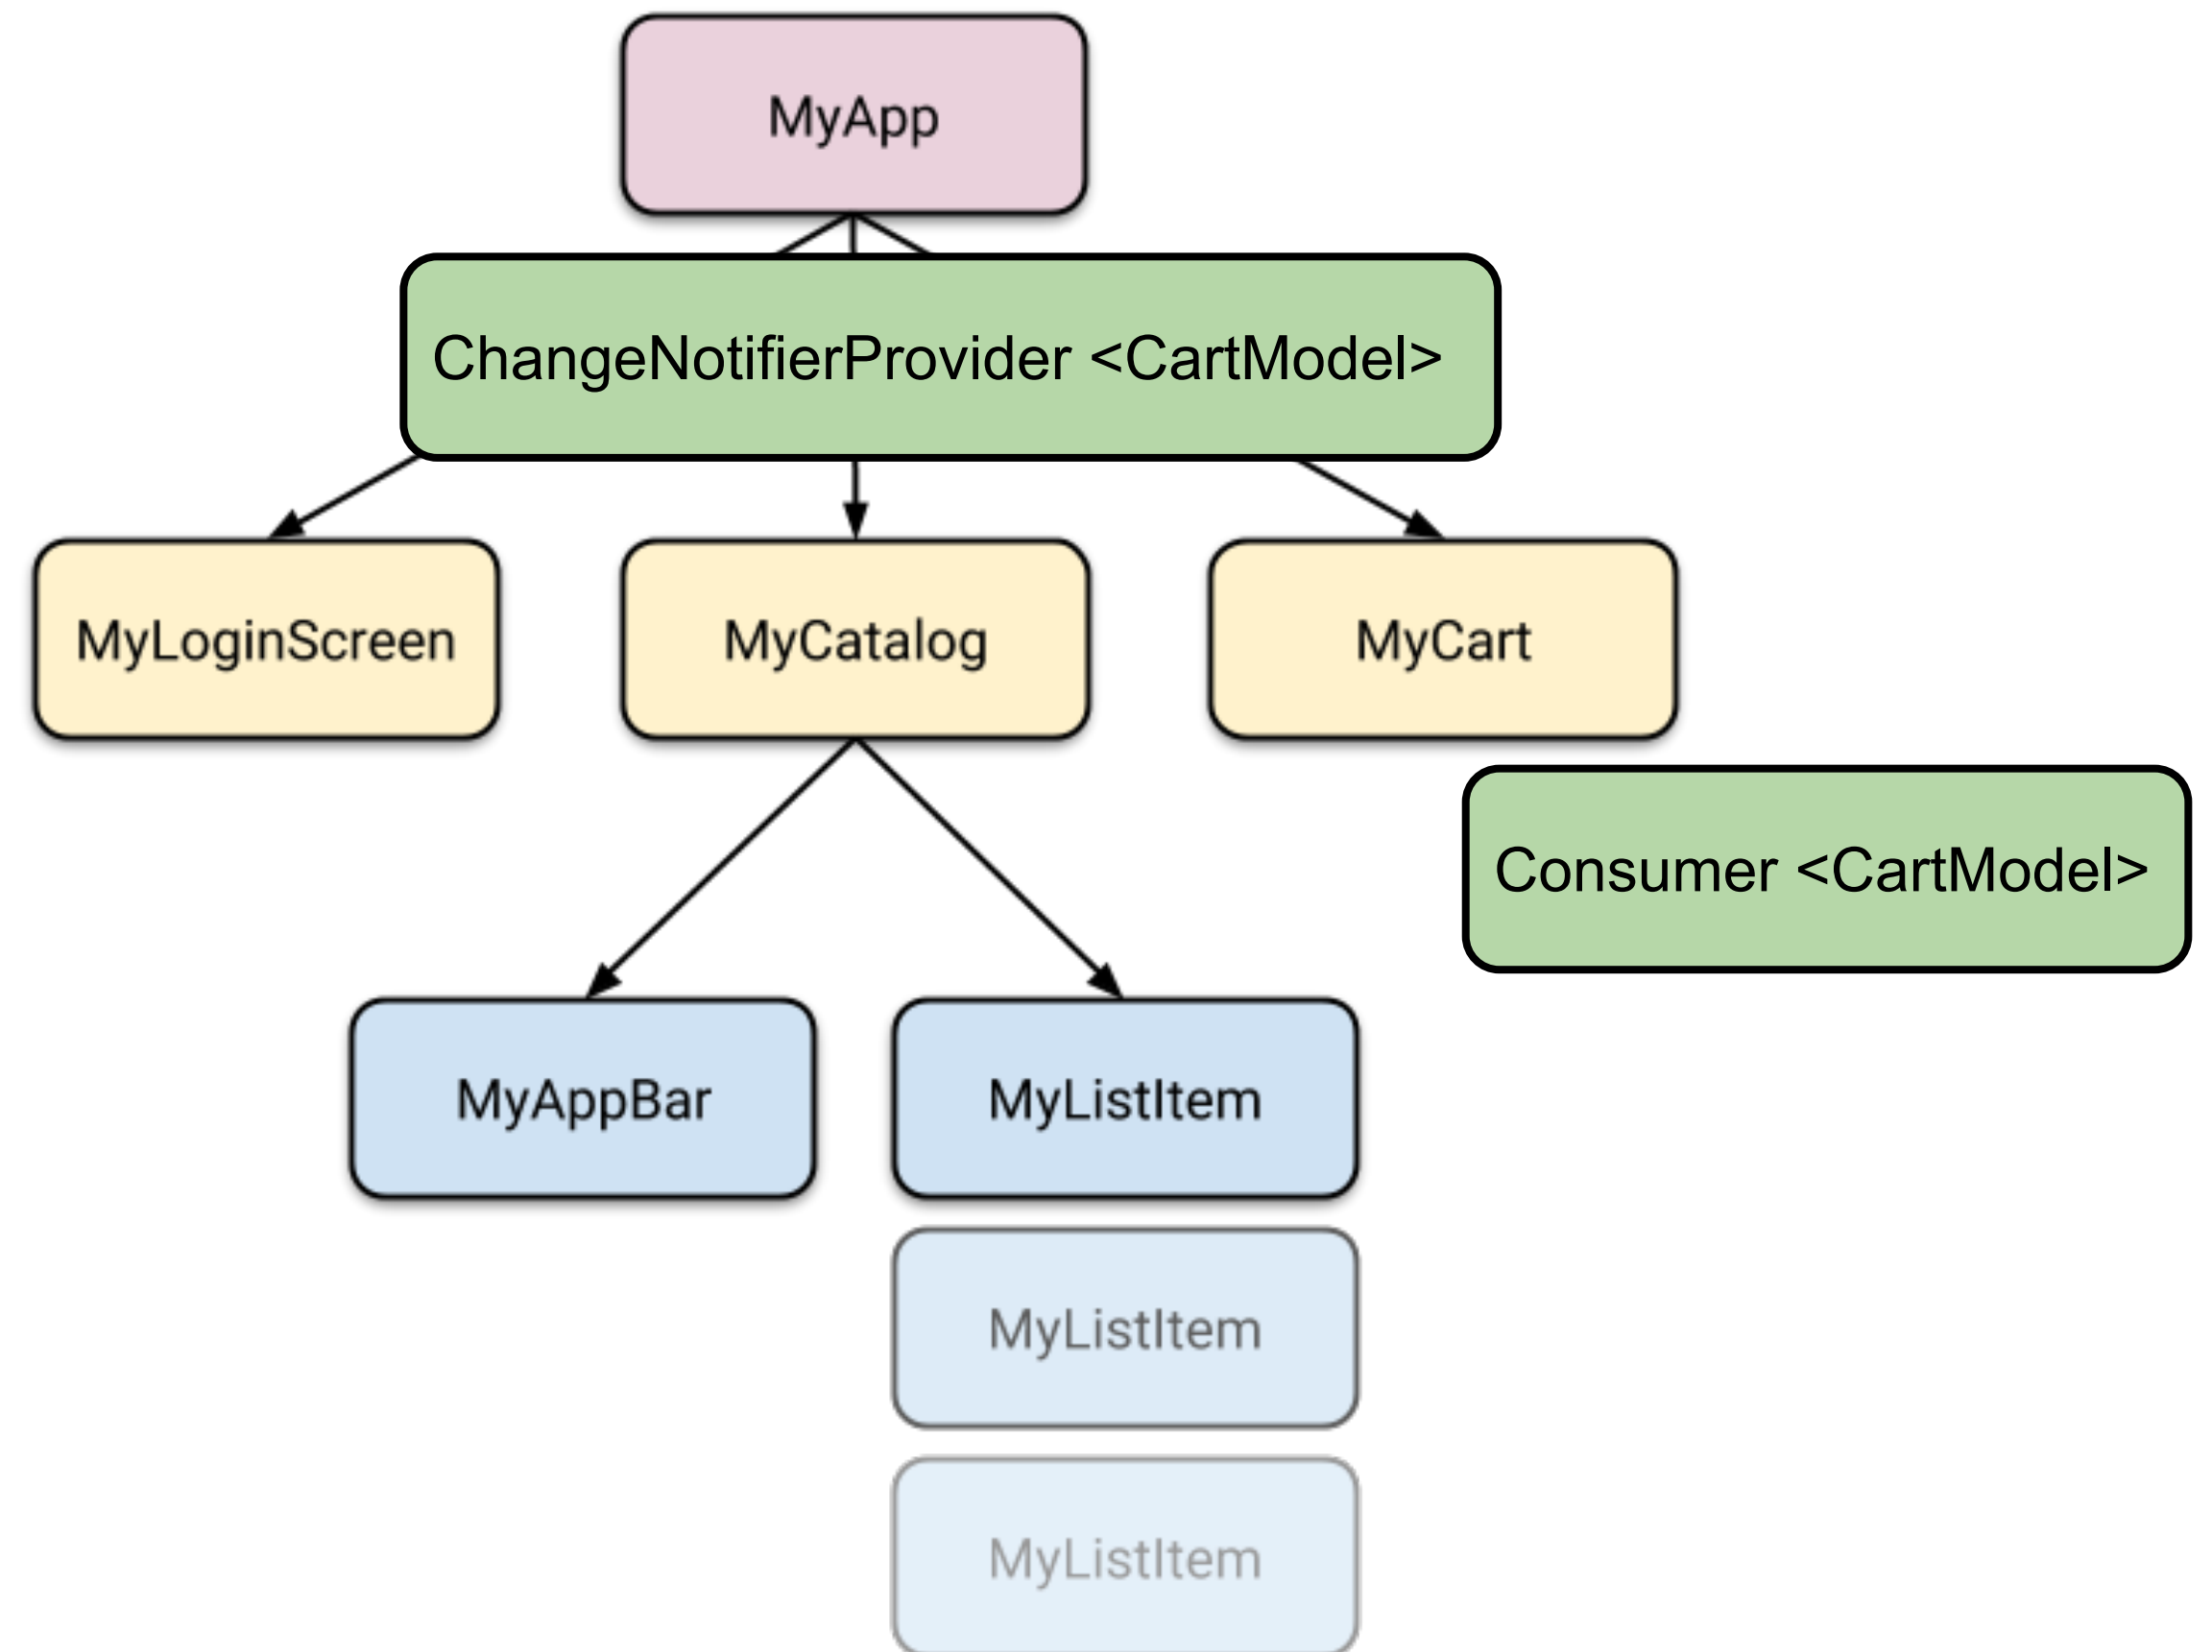 MyApp
ChangeNotifierProvider <CartModel>
MyLoginScreen
MyCatalog
MyCart
Consumer <CartModel>
MyAppBar
MyListItem
MyListItem
MyListItem